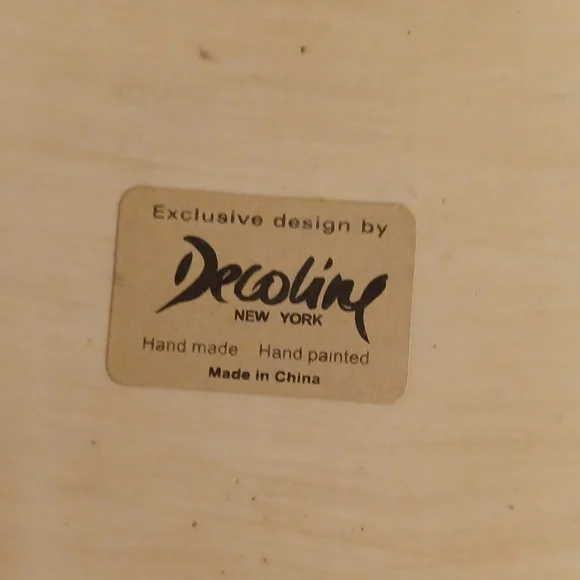 Exclusive design by
Decoline
NEW YORK
Hand made Hand painted
Made in China